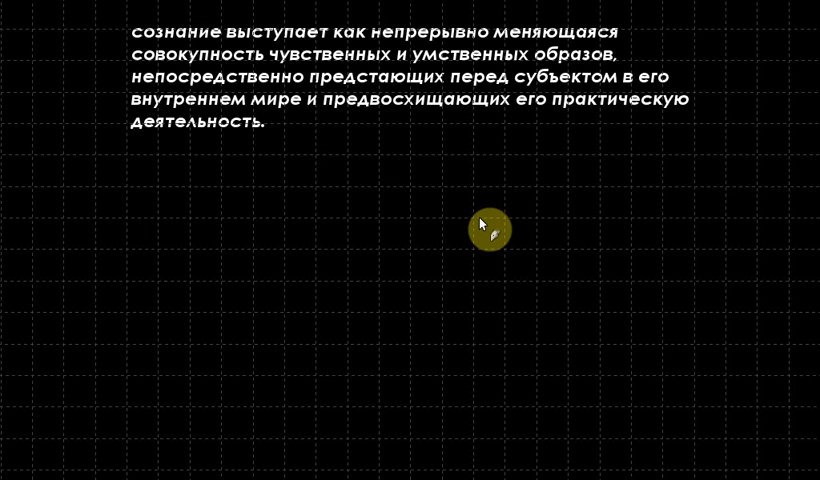 сознание выступает как непрерывно меняющаяся
совокупность чувственных и умственных образов,
непосредственно предстающих перед субъектом в его
внутреннем мире и предвосхищающих его практическую
деятельность.